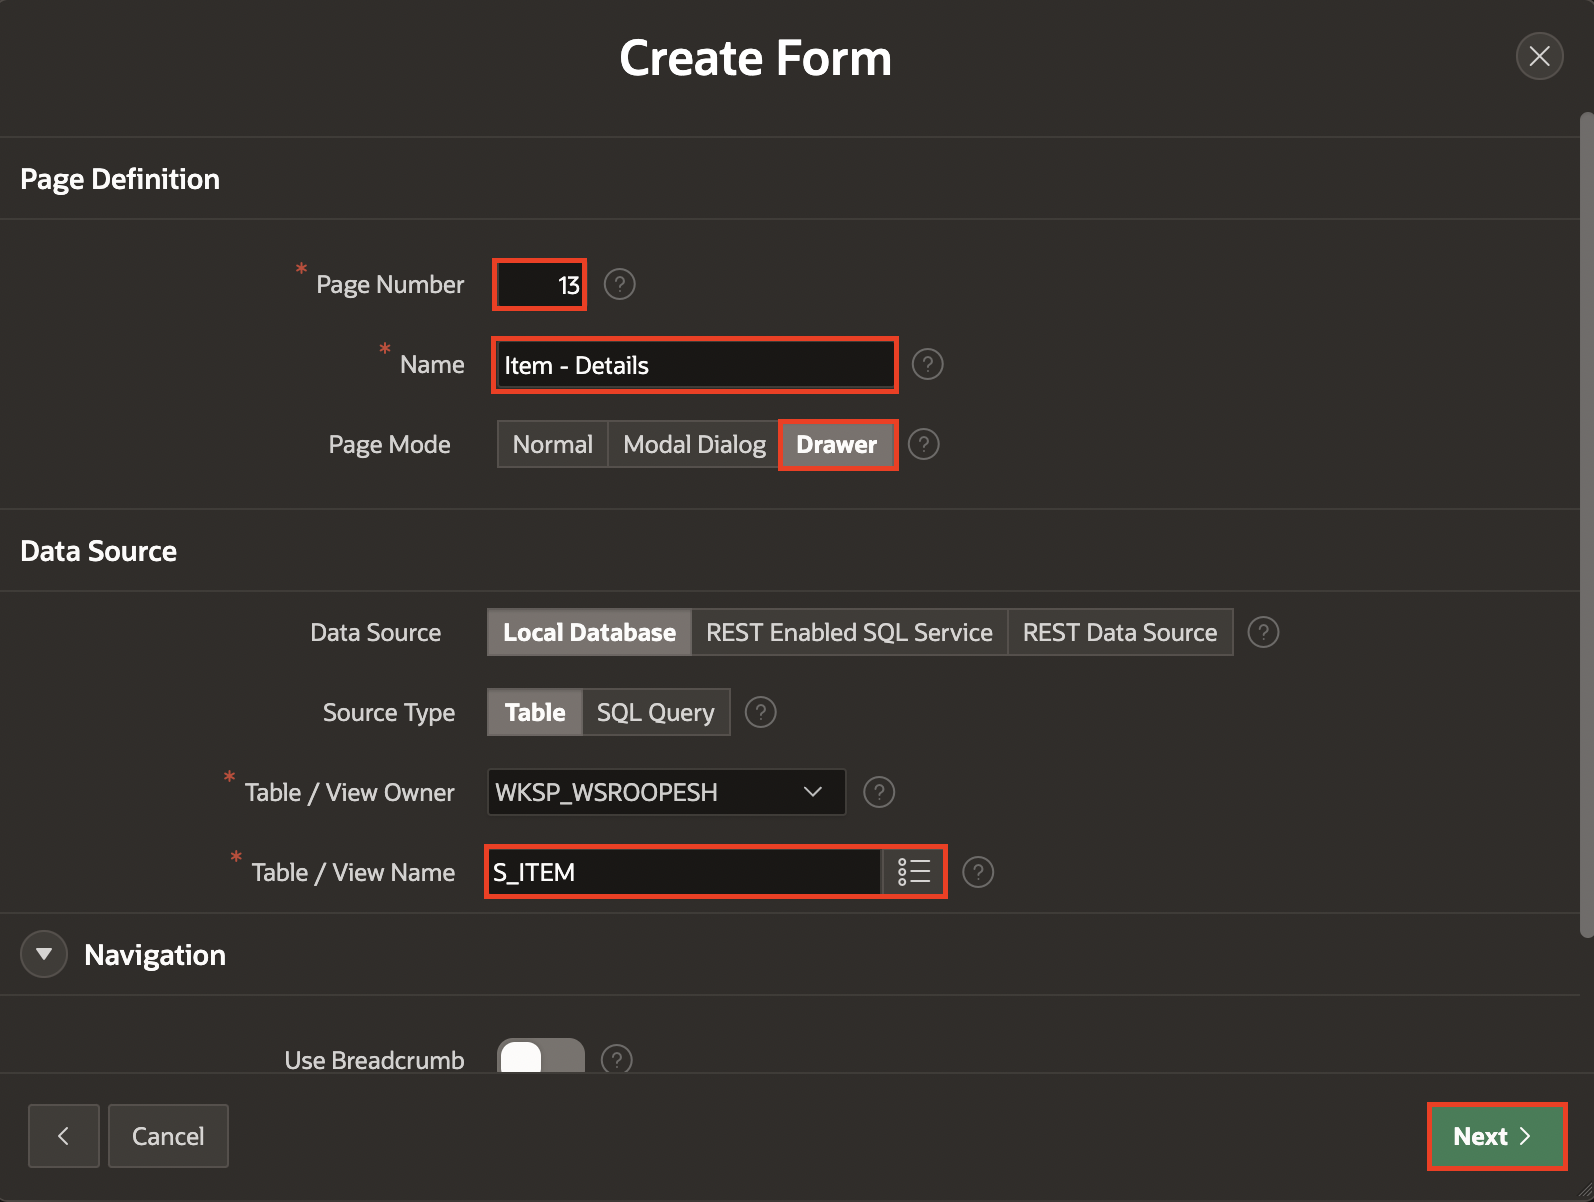 Create Form
Page Definition
* Page Number 13 ?
* Name Item - Details ?
Page Mode Normal Modal Dialog Drawer ?
Data Source
Data Source Local Database REST Enabled SQL Service REST Data Source ?
Source Type Table SQL Query ?
* Table / View Owner WKSP_WSROOPESH ?
* Table / View Name S_ITEM ?
Navigation
Use Breadcrumb ?
Cancel Next